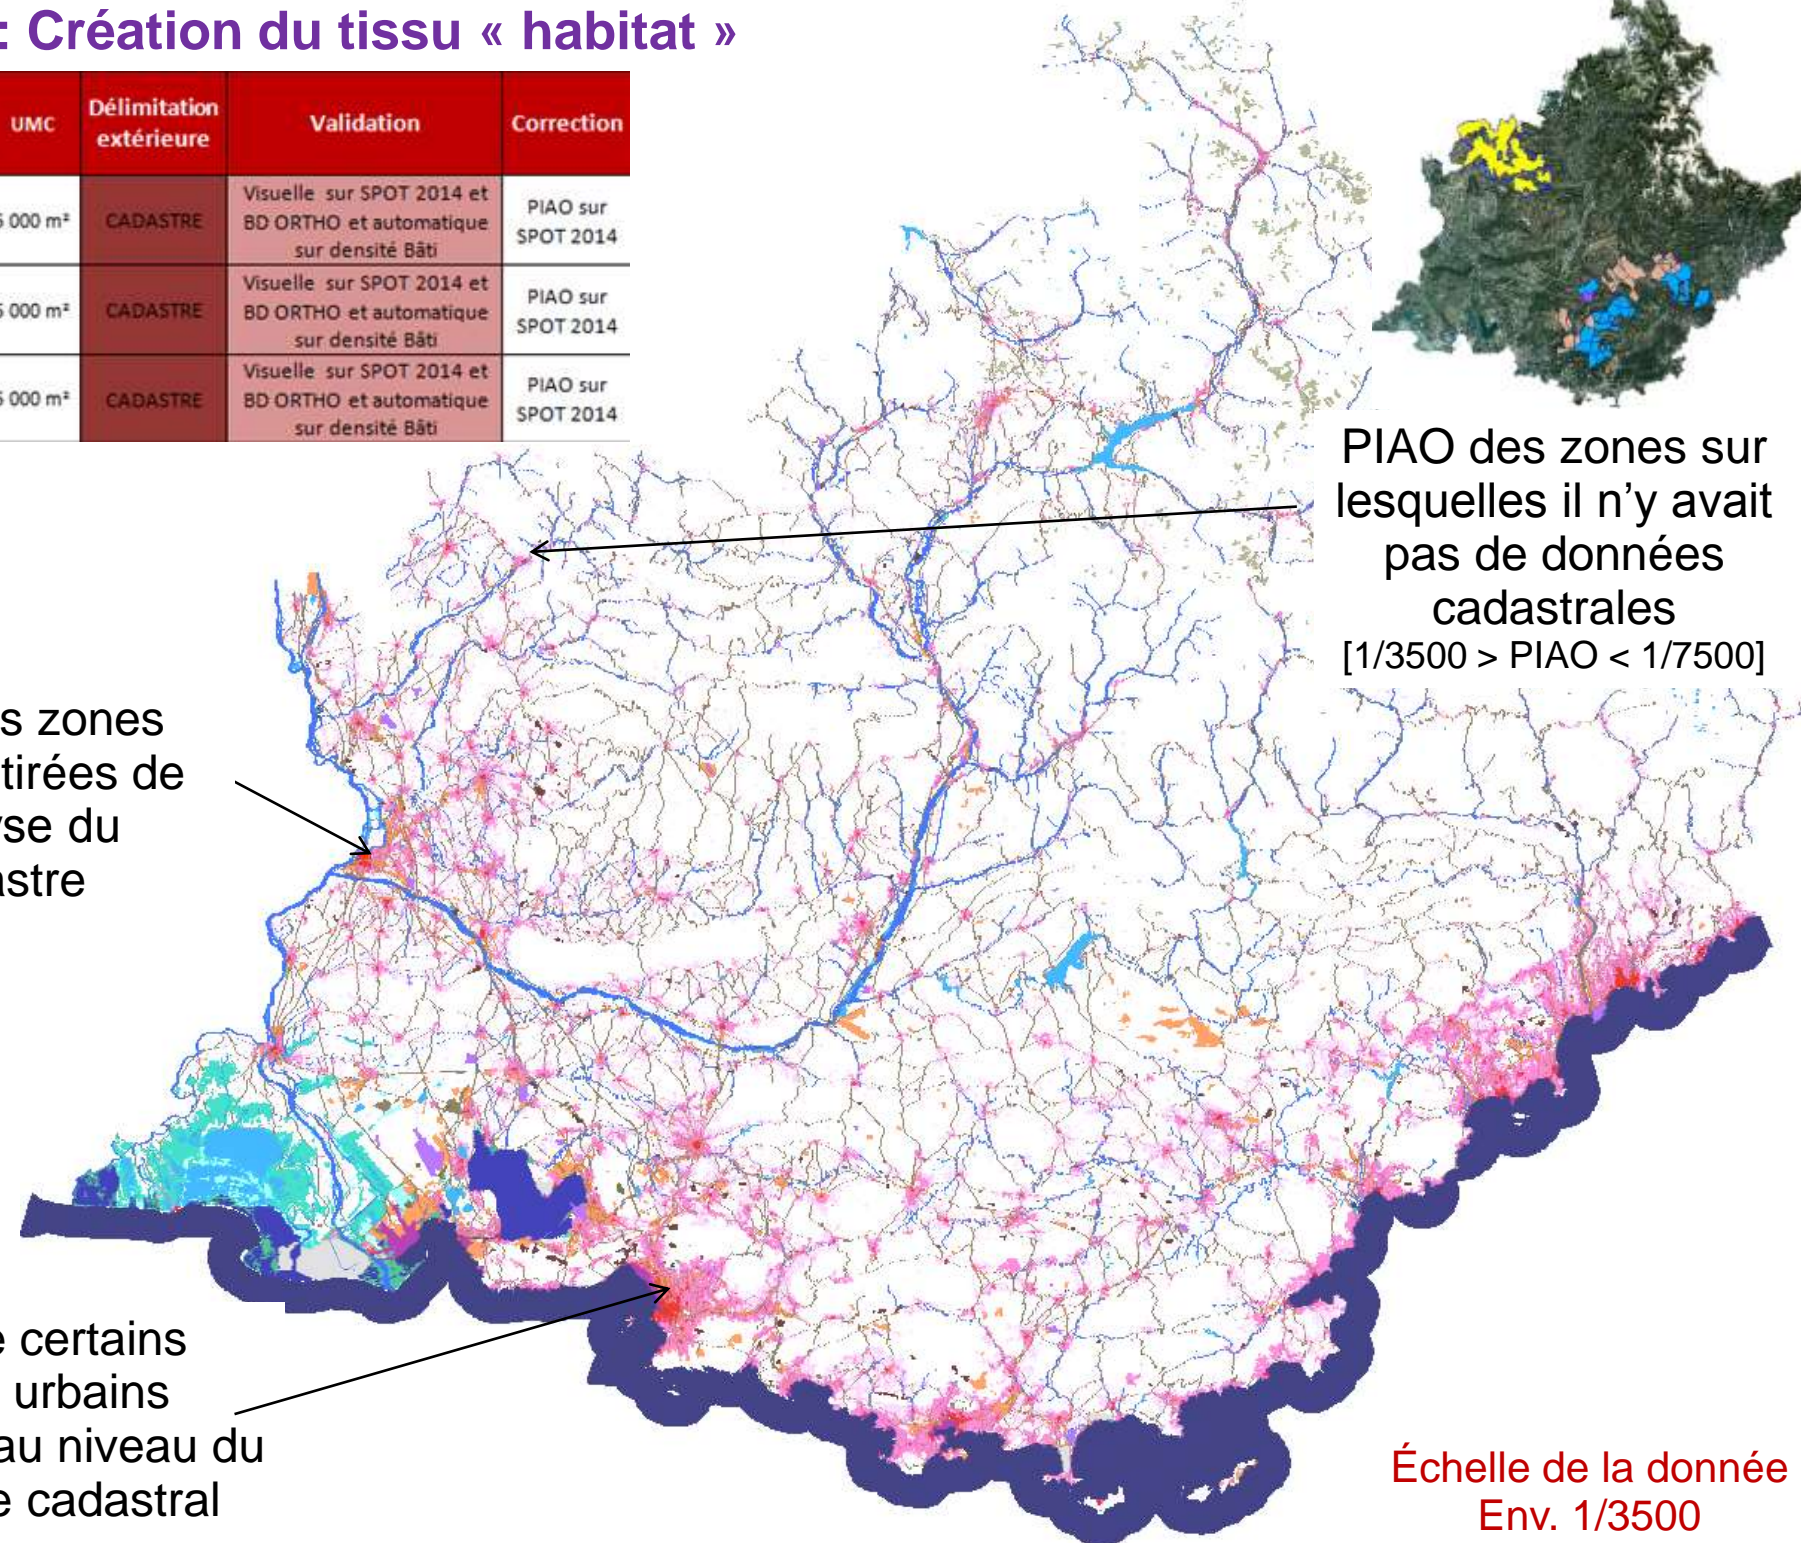 : Création du tissu « habitat »
UMC
Délimitation
extérieure
Validation
Correction
000 m²
CADASTRE
Visuelle sur SPOT 2014 et
BD ORTHO et automatique
sur densité Bâti
PIAO sur
SPOT 2014
000 m²
CADASTRE
Visuelle sur SPOT 2014 et
BD ORTHO et automatique
sur densité Bâti
PIAO sur
SPOT 2014
000 m²
CADASTRE
Visuelle sur SPOT 2014 et
BD ORTHO et automatique
sur densité Bâti
PIAO sur
SPOT 2014
PIAO des zones sur
lesquelles il n’y avait
pas de données
cadastrales
[1/3500 > PIAO < 1/7500]
s zones
tirées de
yse du
astre
e certains
urbains
au niveau du
e cadastral
Échelle de la donnée
Env. 1/3500